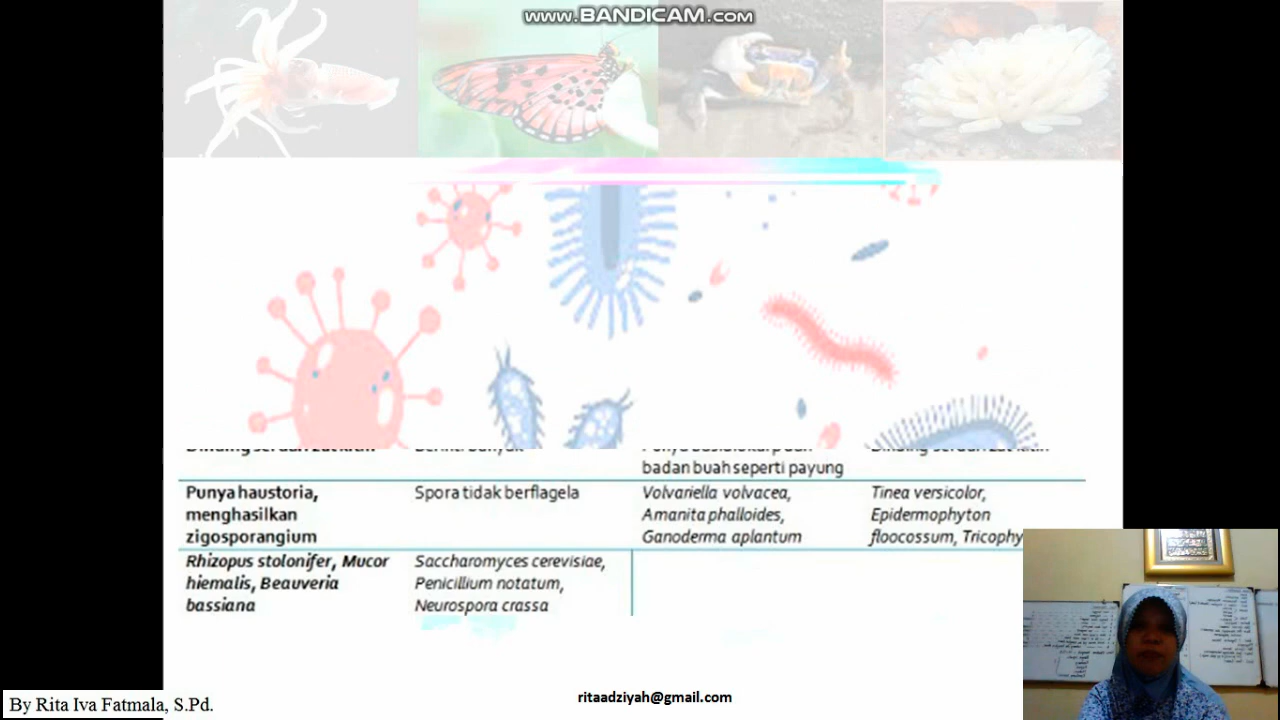 WWW.BANDICAM.COM
badan buah seperti payung
Punya haustoria,
menghasilkan
zigosporangium
Spora tidak berflagela
Volvariella volvacea,
Amanita phalloides,
Ganoderma aplantum
Tinea versicolor,
Epidermophyton
floocossum, Tricophy
Rhizopus stolonifer, Mucor
hiemalis, Beauveria
bassiana
Saccharomyces cerevisiae,
Penicillium notatum,
Neurospora crassa
By Rita Iva Fatmala, S.Pd.
ritaadziyah@gmail.com